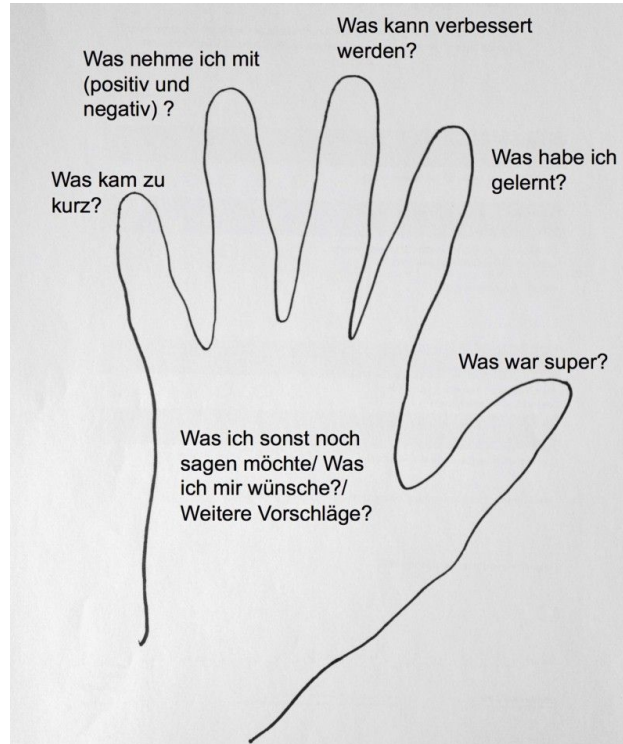 Was kann verbessert
werden?
Was nehme ich mit
(positiv und
negativ) ?
Was habe ich
gelernt?
Was kam zu
kurz?
Was war super?
Was ich sonst noch
sagen möchte/ Was
ich mir wünsche?/
Weitere Vorschläge?